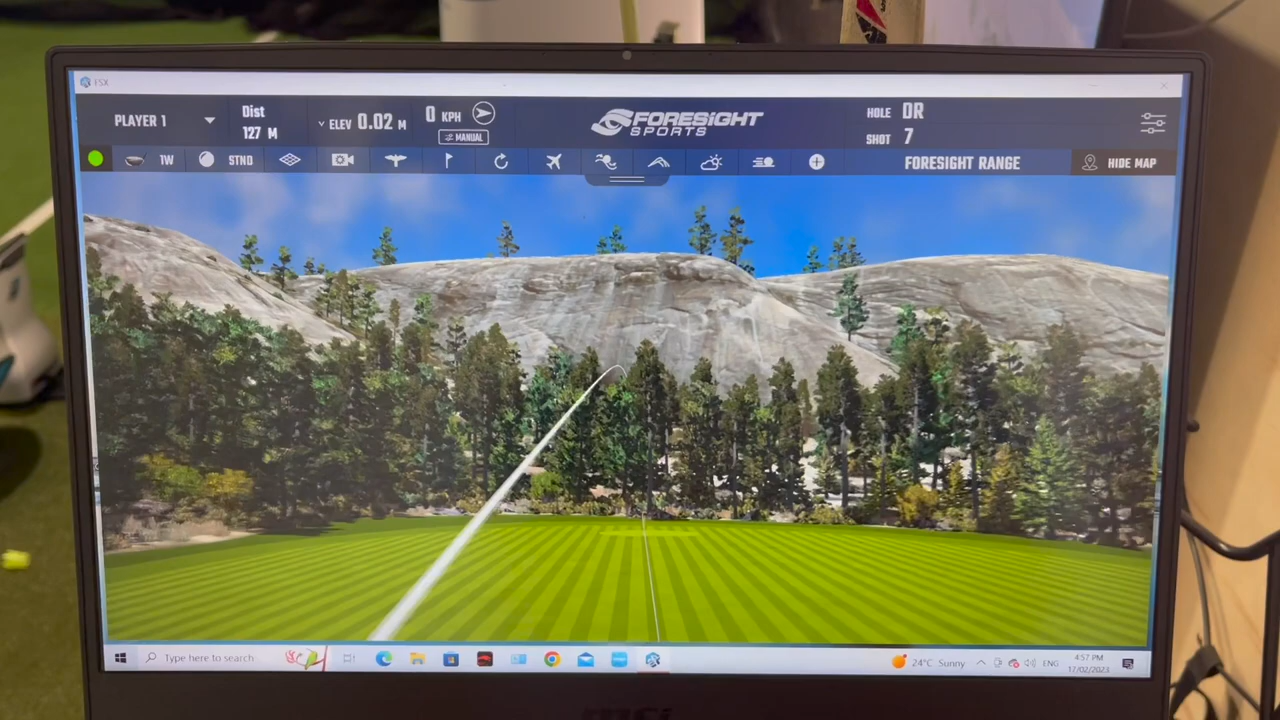 FSX
PLAYER 1
Dist
127 M
ELEV 0.02 M
0 KPH
MANUAL
FORESIGHT
SPORTS
HOLE DR
SHOT 7
1W
STND
FORESIGHT RANGE
HIDE MAP
Type here to search
24°C Sunny
ENG
4:57 PM
17/02/2023
msi